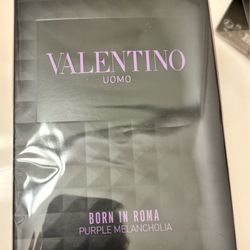 VALENTINO
UOMO
BORN IN ROMA
PURPLE MELANCHOLIA